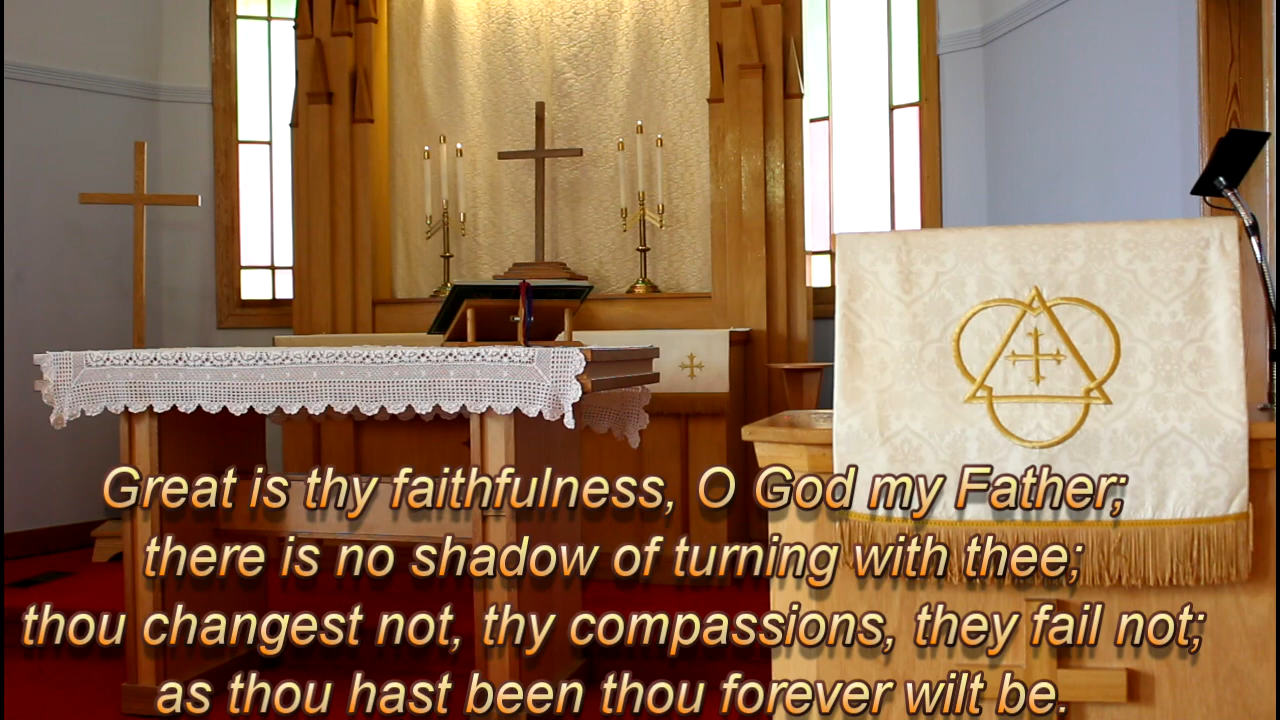 Great is thy faithfulness, O God my Father;
there is no shadow of turning with thee;
thou changest not, thy compassions, they fail not;
as thou hast been thou forever wilt be.